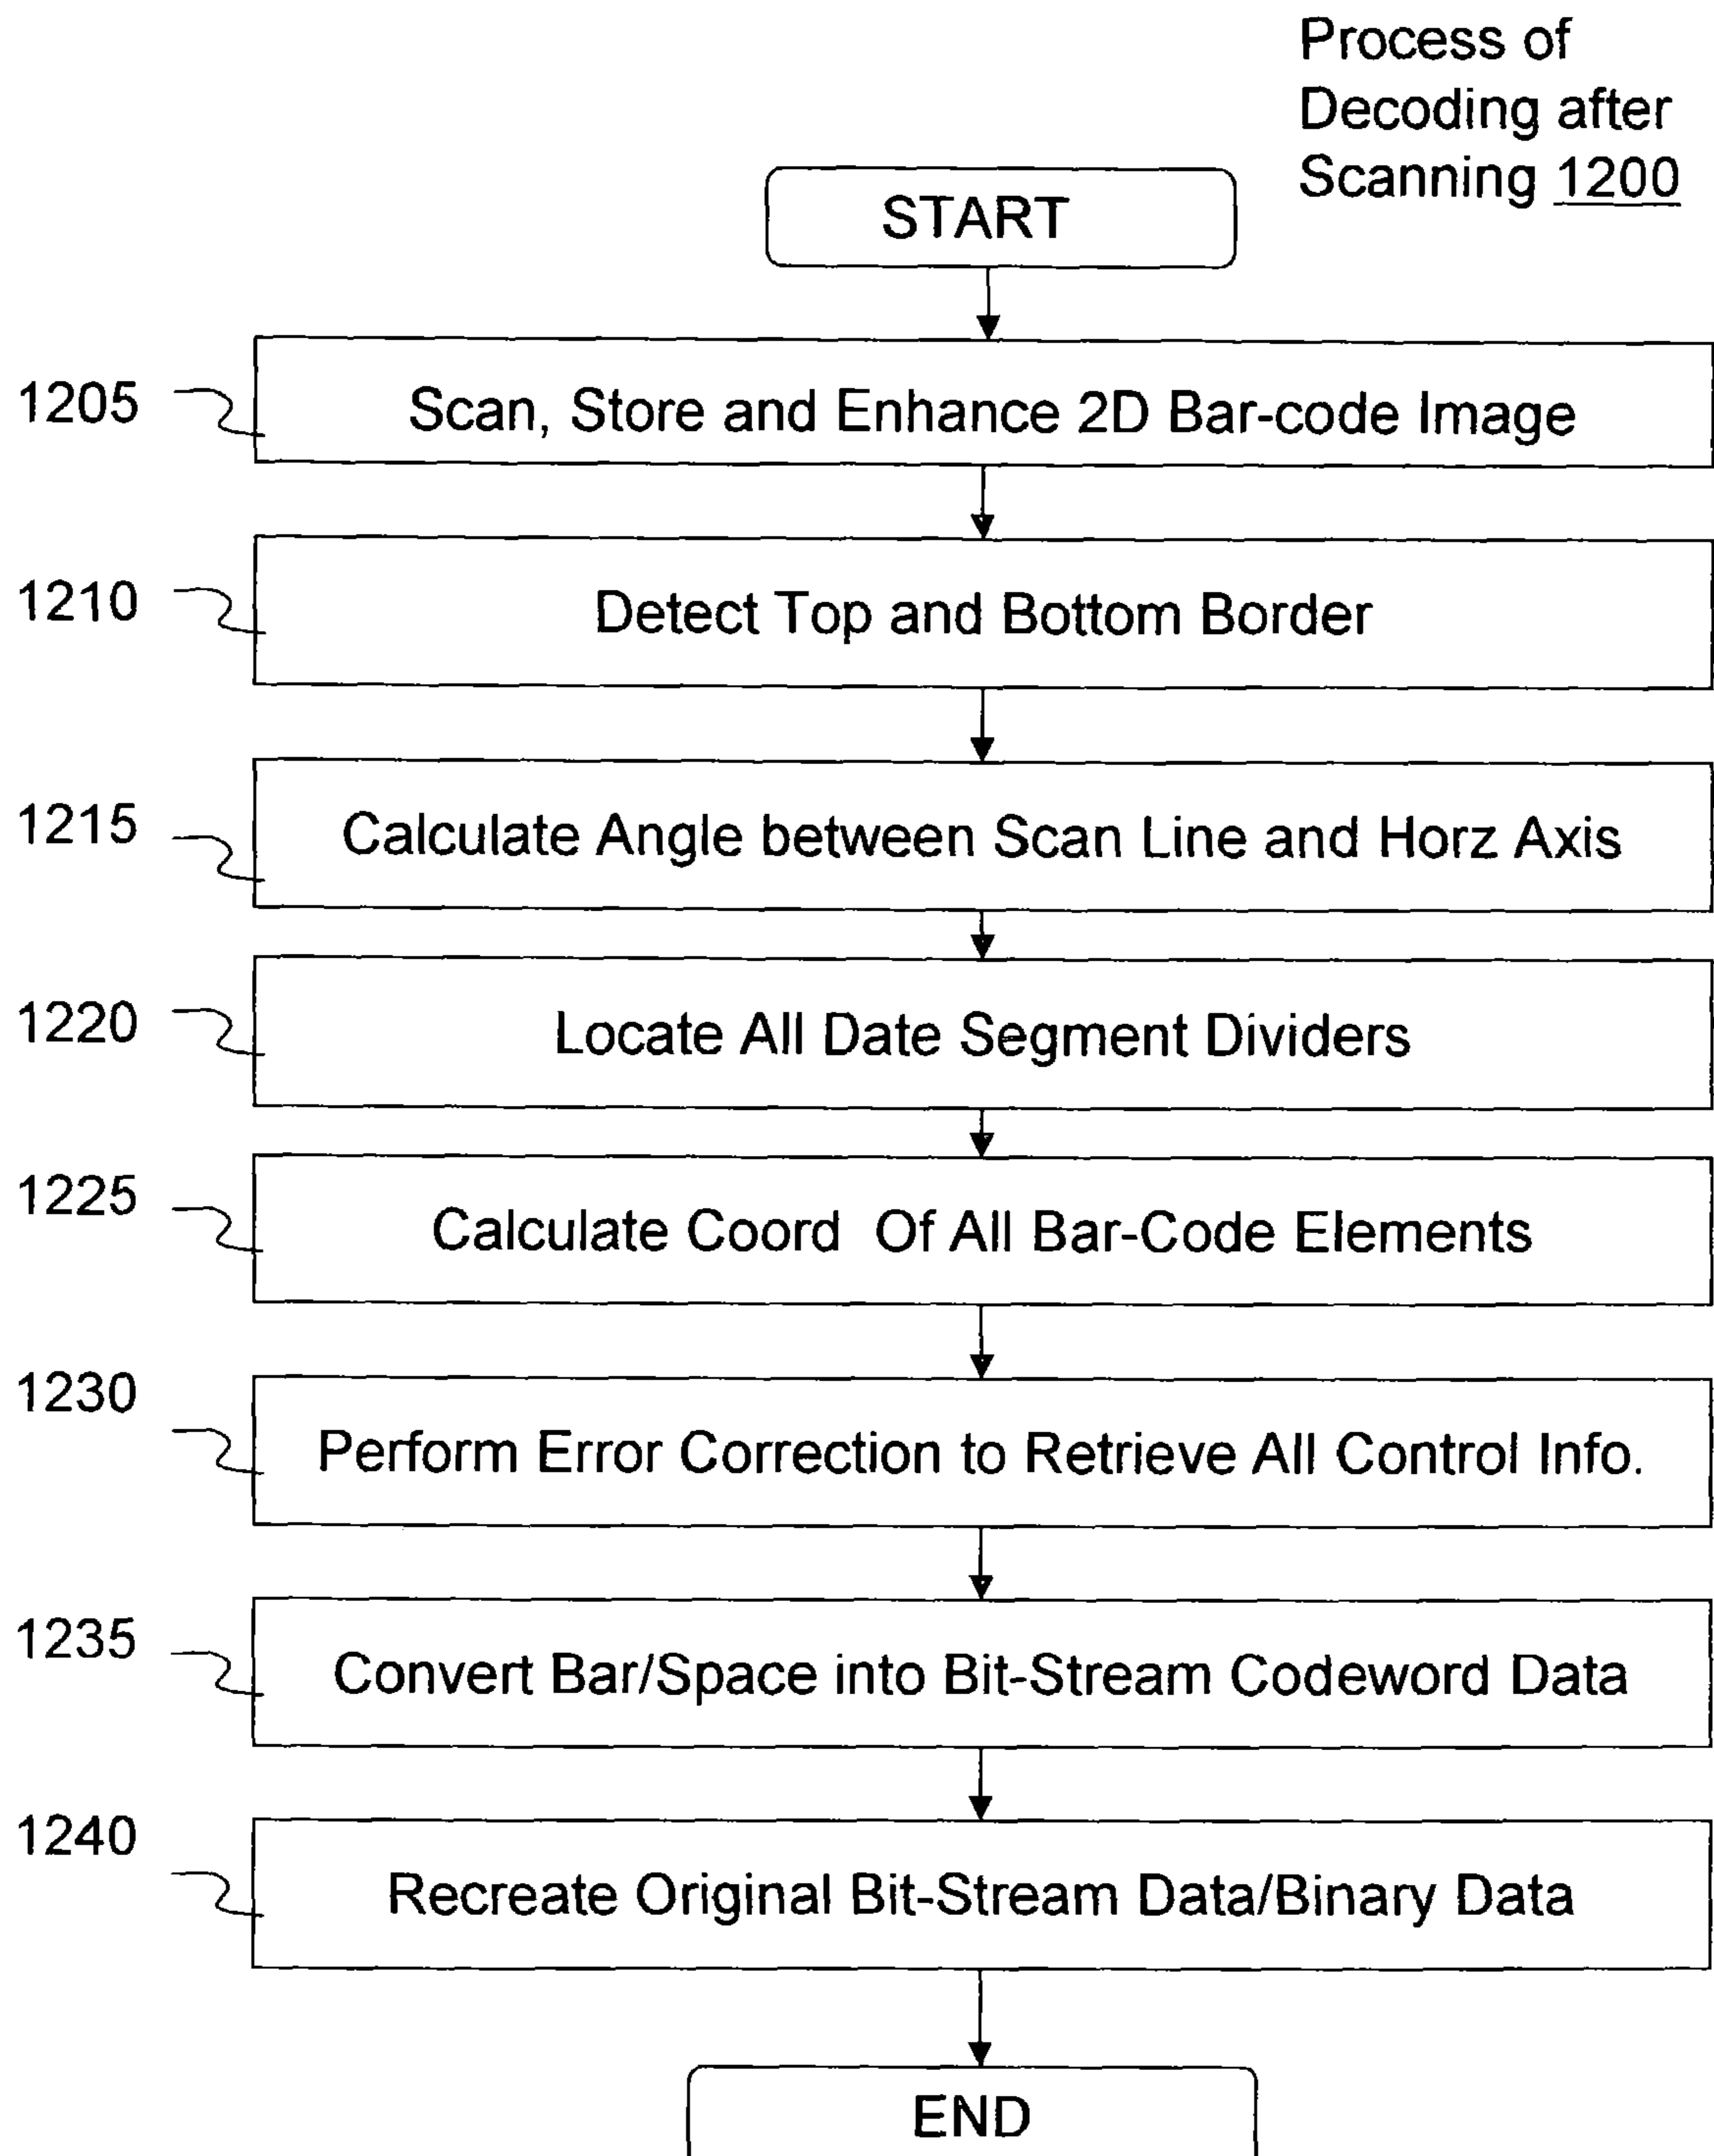 Process of
Decoding after
Scanning 1200
START
1205
Scan, Store and Enhance 2D Bar-code Image
1210
Detect Top and Bottom Border
1215
Calculate Angle between Scan Line and Horz Axis
1220
Locate All Date Segment Dividers
1225
Calculate Coord Of All Bar-Code Elements
1230
Perform Error Correction to Retrieve All Control Info.
1235
Convert Bar/Space into Bit-Stream Codeword Data
1240
Recreate Original Bit-Stream Data/Binary Data
END